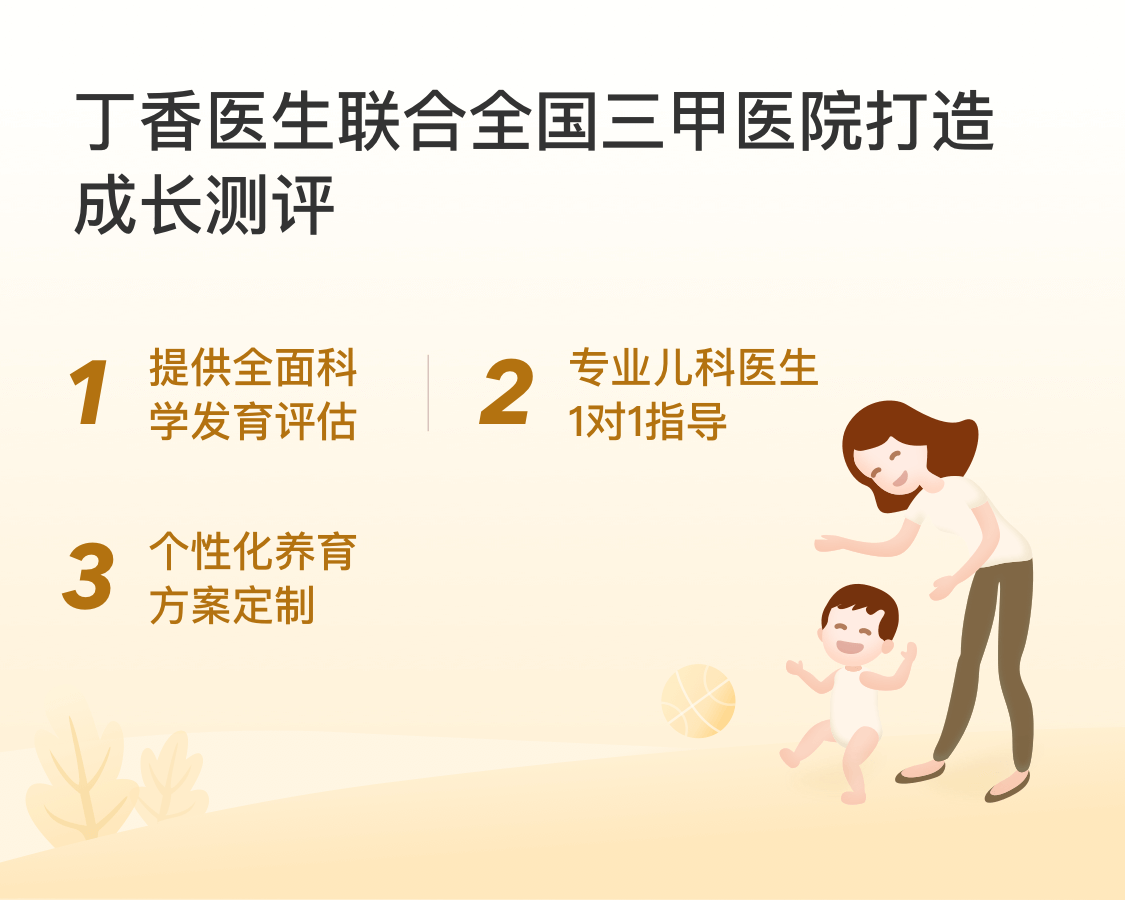 丁香医生联合全国三甲医院打造
成长测评
1
提供全面科
学发育评估
2
专业儿科医生
1对1指导
3
个性化养育
方案定制